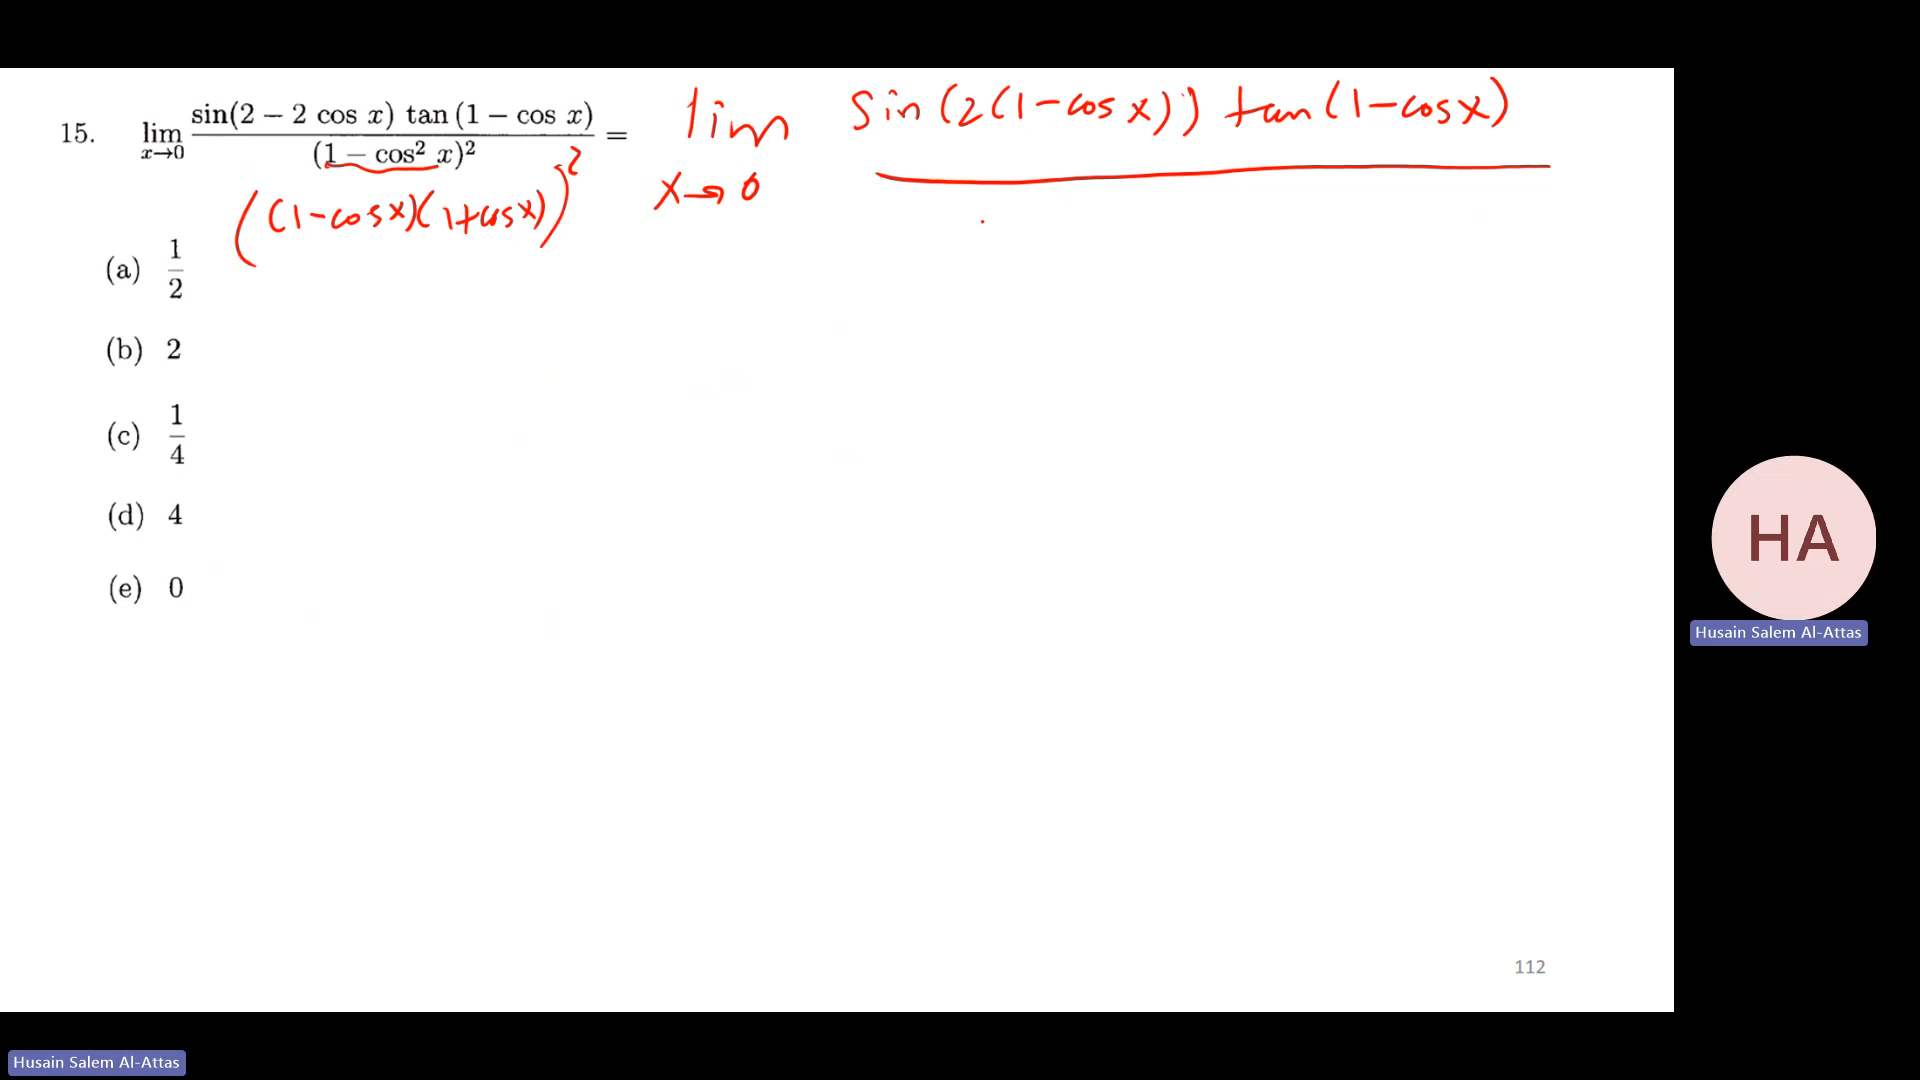 15. lim x→0 sin(2 − 2 cos x) tan (1 − cos x) / (1 − cos² x)² = lim x→0 sin(2(1−cos x)) tan(1−cos x)
((1−cos x)(1+cos x))²
(a) 1/2
(b) 2
(c) 1/4
(d) 4
(e) 0
HA
Husain Salem Al-Attas
112
Husain Salem Al-Attas